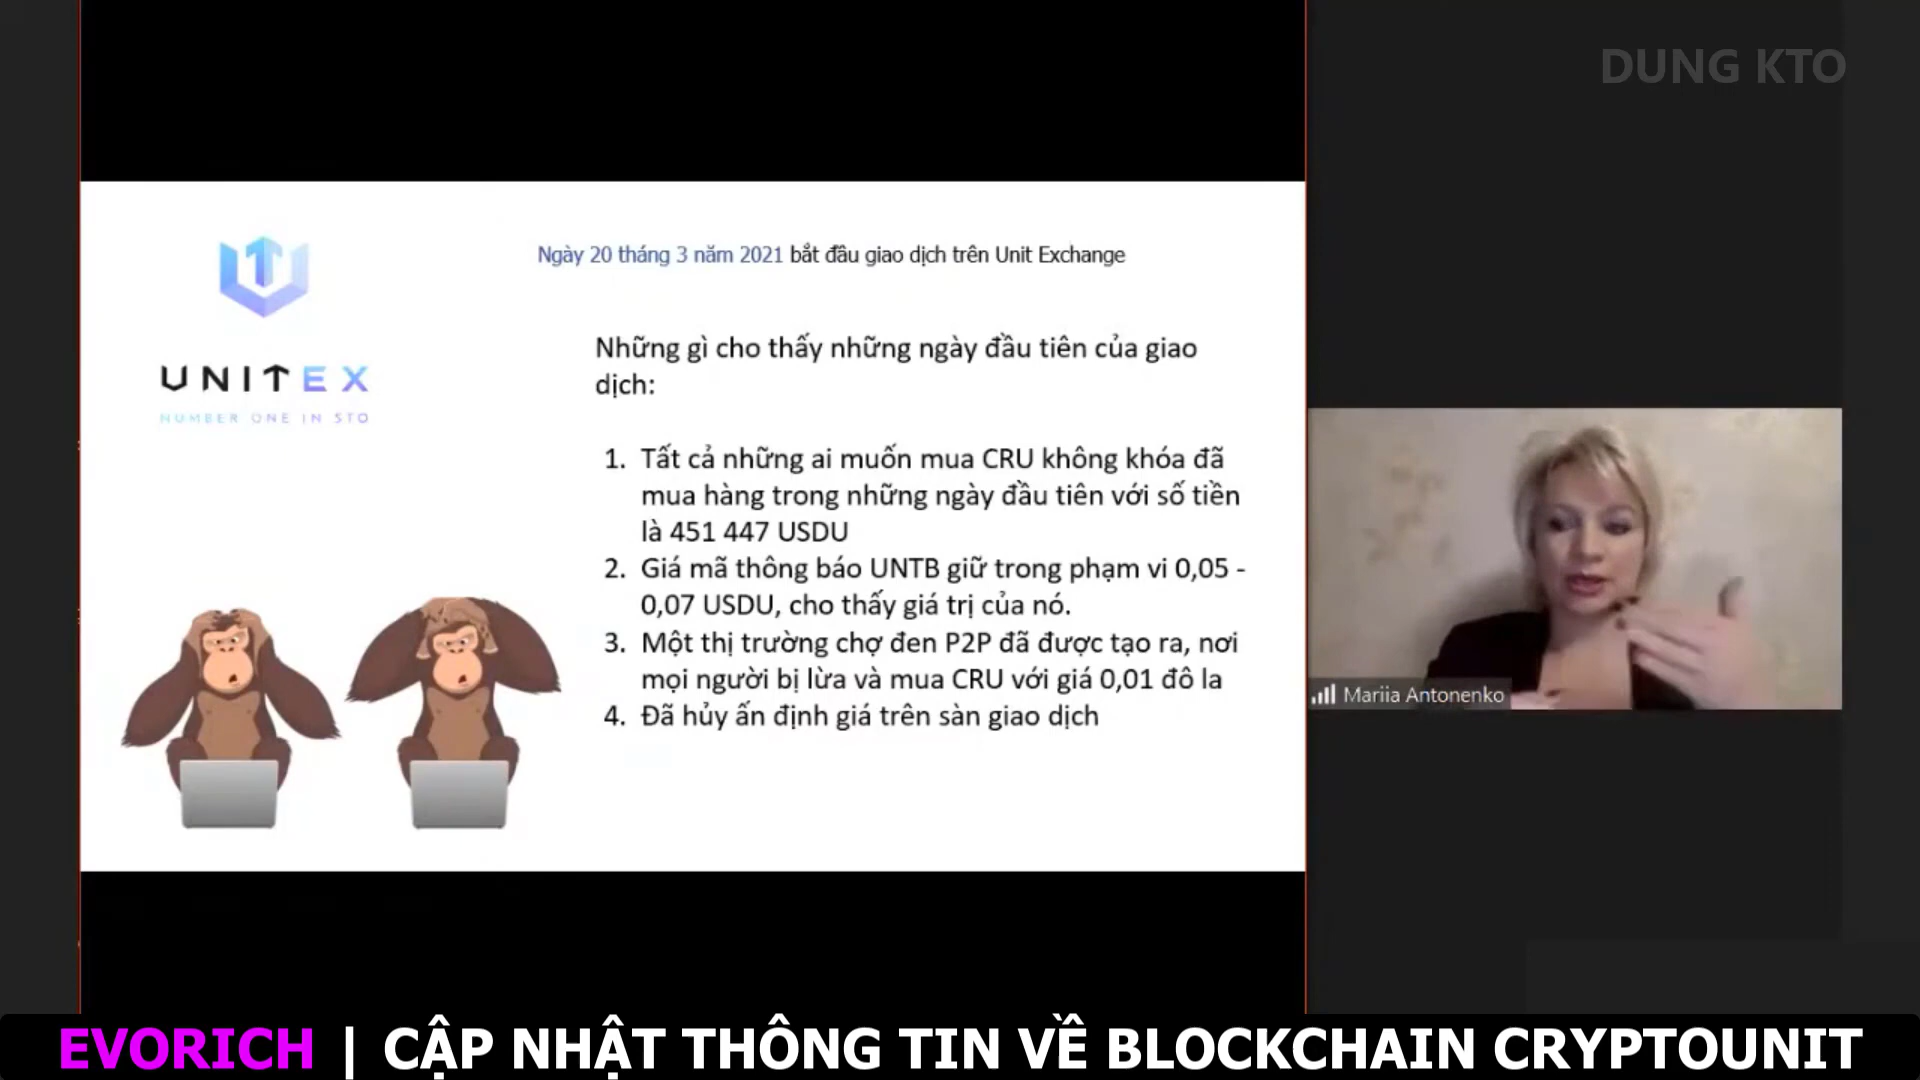 DUNG KTO
Ngày 20 tháng 3 năm 2021 bắt đầu giao dịch trên Unit Exchange
UNITEX
NUMBER ONE IN STO
Những gì cho thấy những ngày đầu tiên của giao
dịch:
1. Tất cả những ai muốn mua CRU không khóa đã
mua hàng trong những ngày đầu tiên với số tiền
là 451 447 USDU
2. Giá mã thông báo UNTB giữ trong phạm vi 0,05 -
0,07 USDU, cho thấy giá trị của nó.
3. Một thị trường chợ đen P2P đã được tạo ra, nơi
mọi người bị lừa và mua CRU với giá 0,01 đô la
4. Đã hủy ấn định giá trên sàn giao dịch
Mariia Antonenko
EVORICH | CẬP NHẬT THÔNG TIN VỀ BLOCKCHAIN CRYPTOUNIT